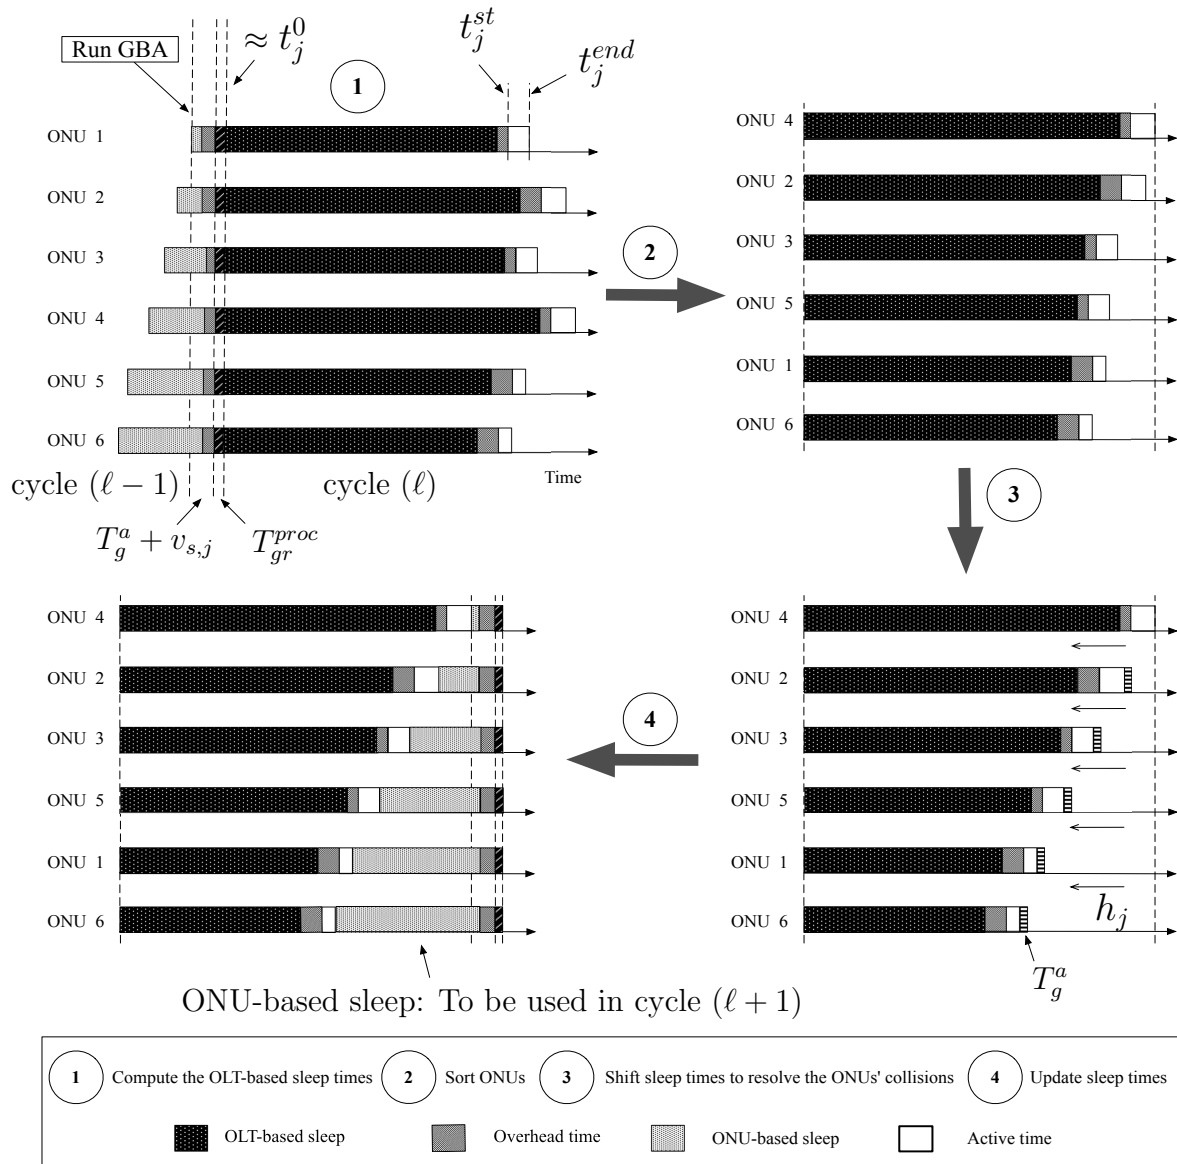 Run GBA
≈ t_j^0
1
t_j^{st}
t_j^{end}
ONU 1
ONU 2
ONU 3
ONU 4
ONU 5
ONU 6
Time
cycle (ℓ − 1)
cycle (ℓ)
T_g^a + v_{s,j}
T_{gr}^{proc}
2
ONU 4
ONU 2
ONU 3
ONU 5
ONU 1
ONU 6
3
ONU 4
ONU 2
ONU 3
ONU 5
ONU 1
ONU 6
h_j
T_g^a
4
ONU 4
ONU 2
ONU 3
ONU 5
ONU 1
ONU 6
ONU-based sleep: To be used in cycle (ℓ + 1)
1 Compute the OLT-based sleep times
2 Sort ONUs
3 Shift sleep times to resolve the ONUs' collisions
4 Update sleep times
OLT-based sleep
Overhead time
ONU-based sleep
Active time